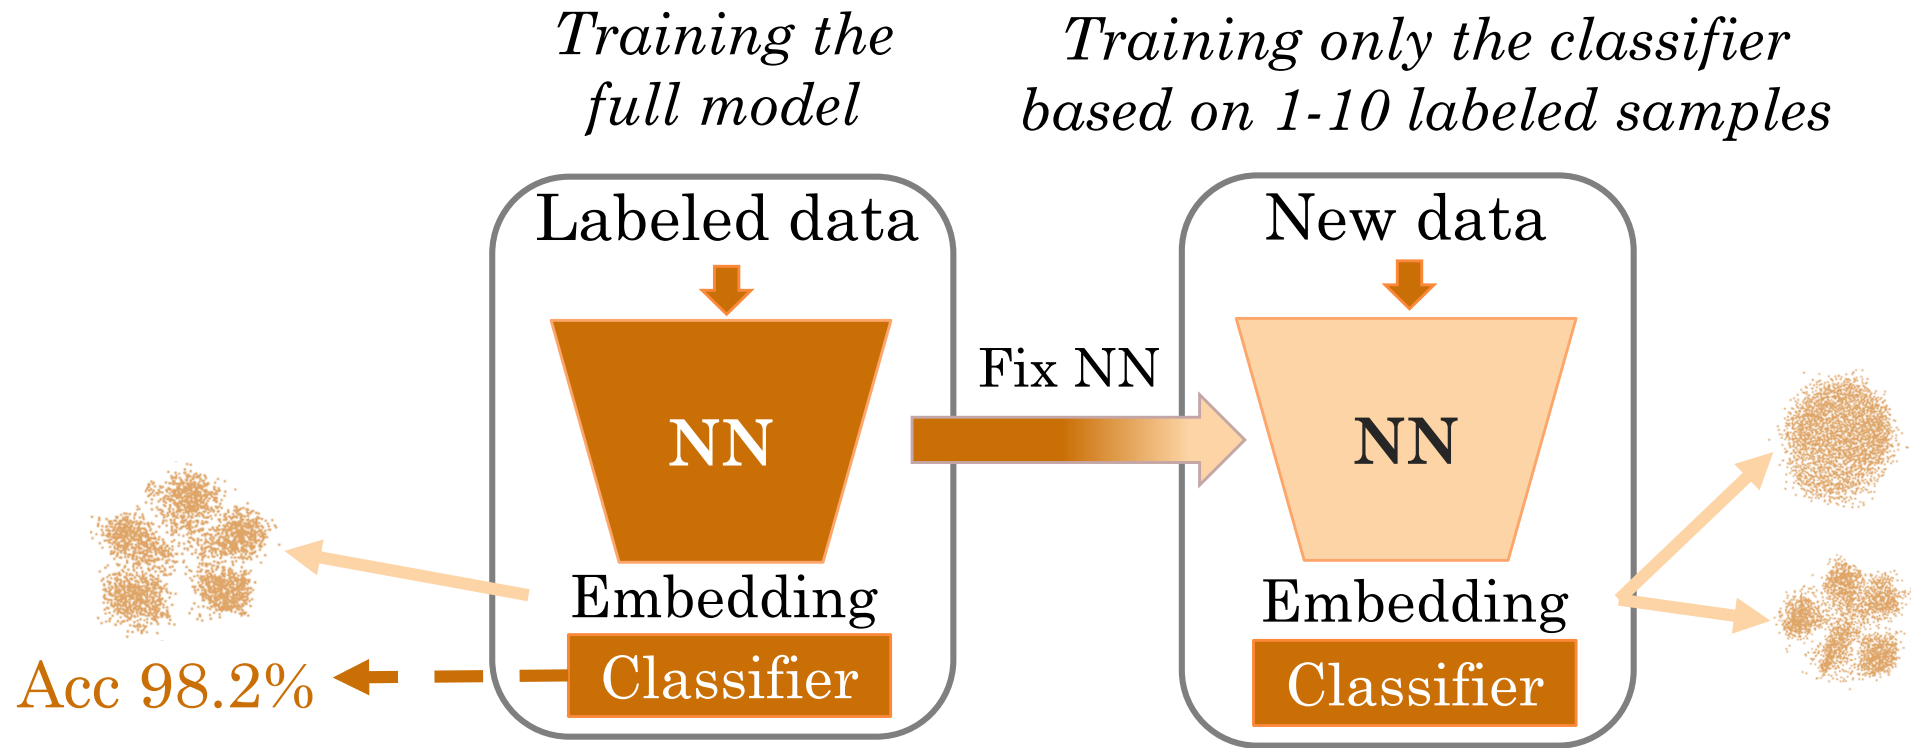 Training the
full model
Training only the classifier
based on 1-10 labeled samples
Labeled data
NN
Embedding
Classifier
Acc 98.2%
Fix NN
New data
NN
Embedding
Classifier